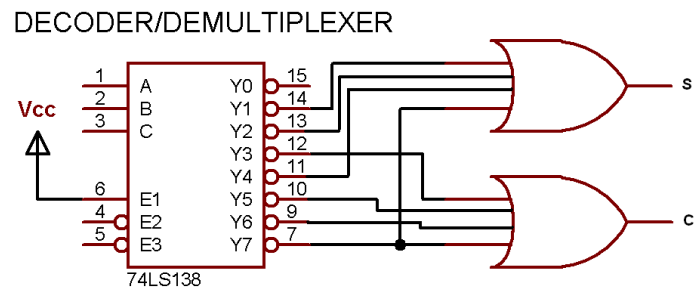 DECODER/DEMULTIPLEXER
1 A Y0 15
Y1 14
2 B Y2 13
Vcc
3 C Y3 12
Y4 11
6 E1 Y5 10
4 E2 Y6 9
5 E3 Y7 7
74LS138
S
C